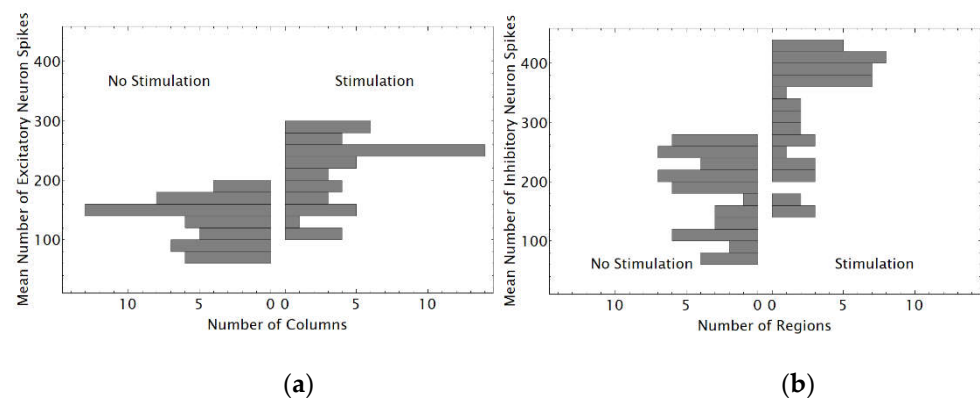 Mean Number of Excitatory Neuron Spikes
400
300
200
100
No Stimulation
Stimulation
10
5
0
0
5
10
Number of Columns
(a)
Mean Number of Inhibitory Neuron Spikes
400
300
200
100
No Stimulation
Stimulation
10
5
0
0
5
10
Number of Regions
(b)